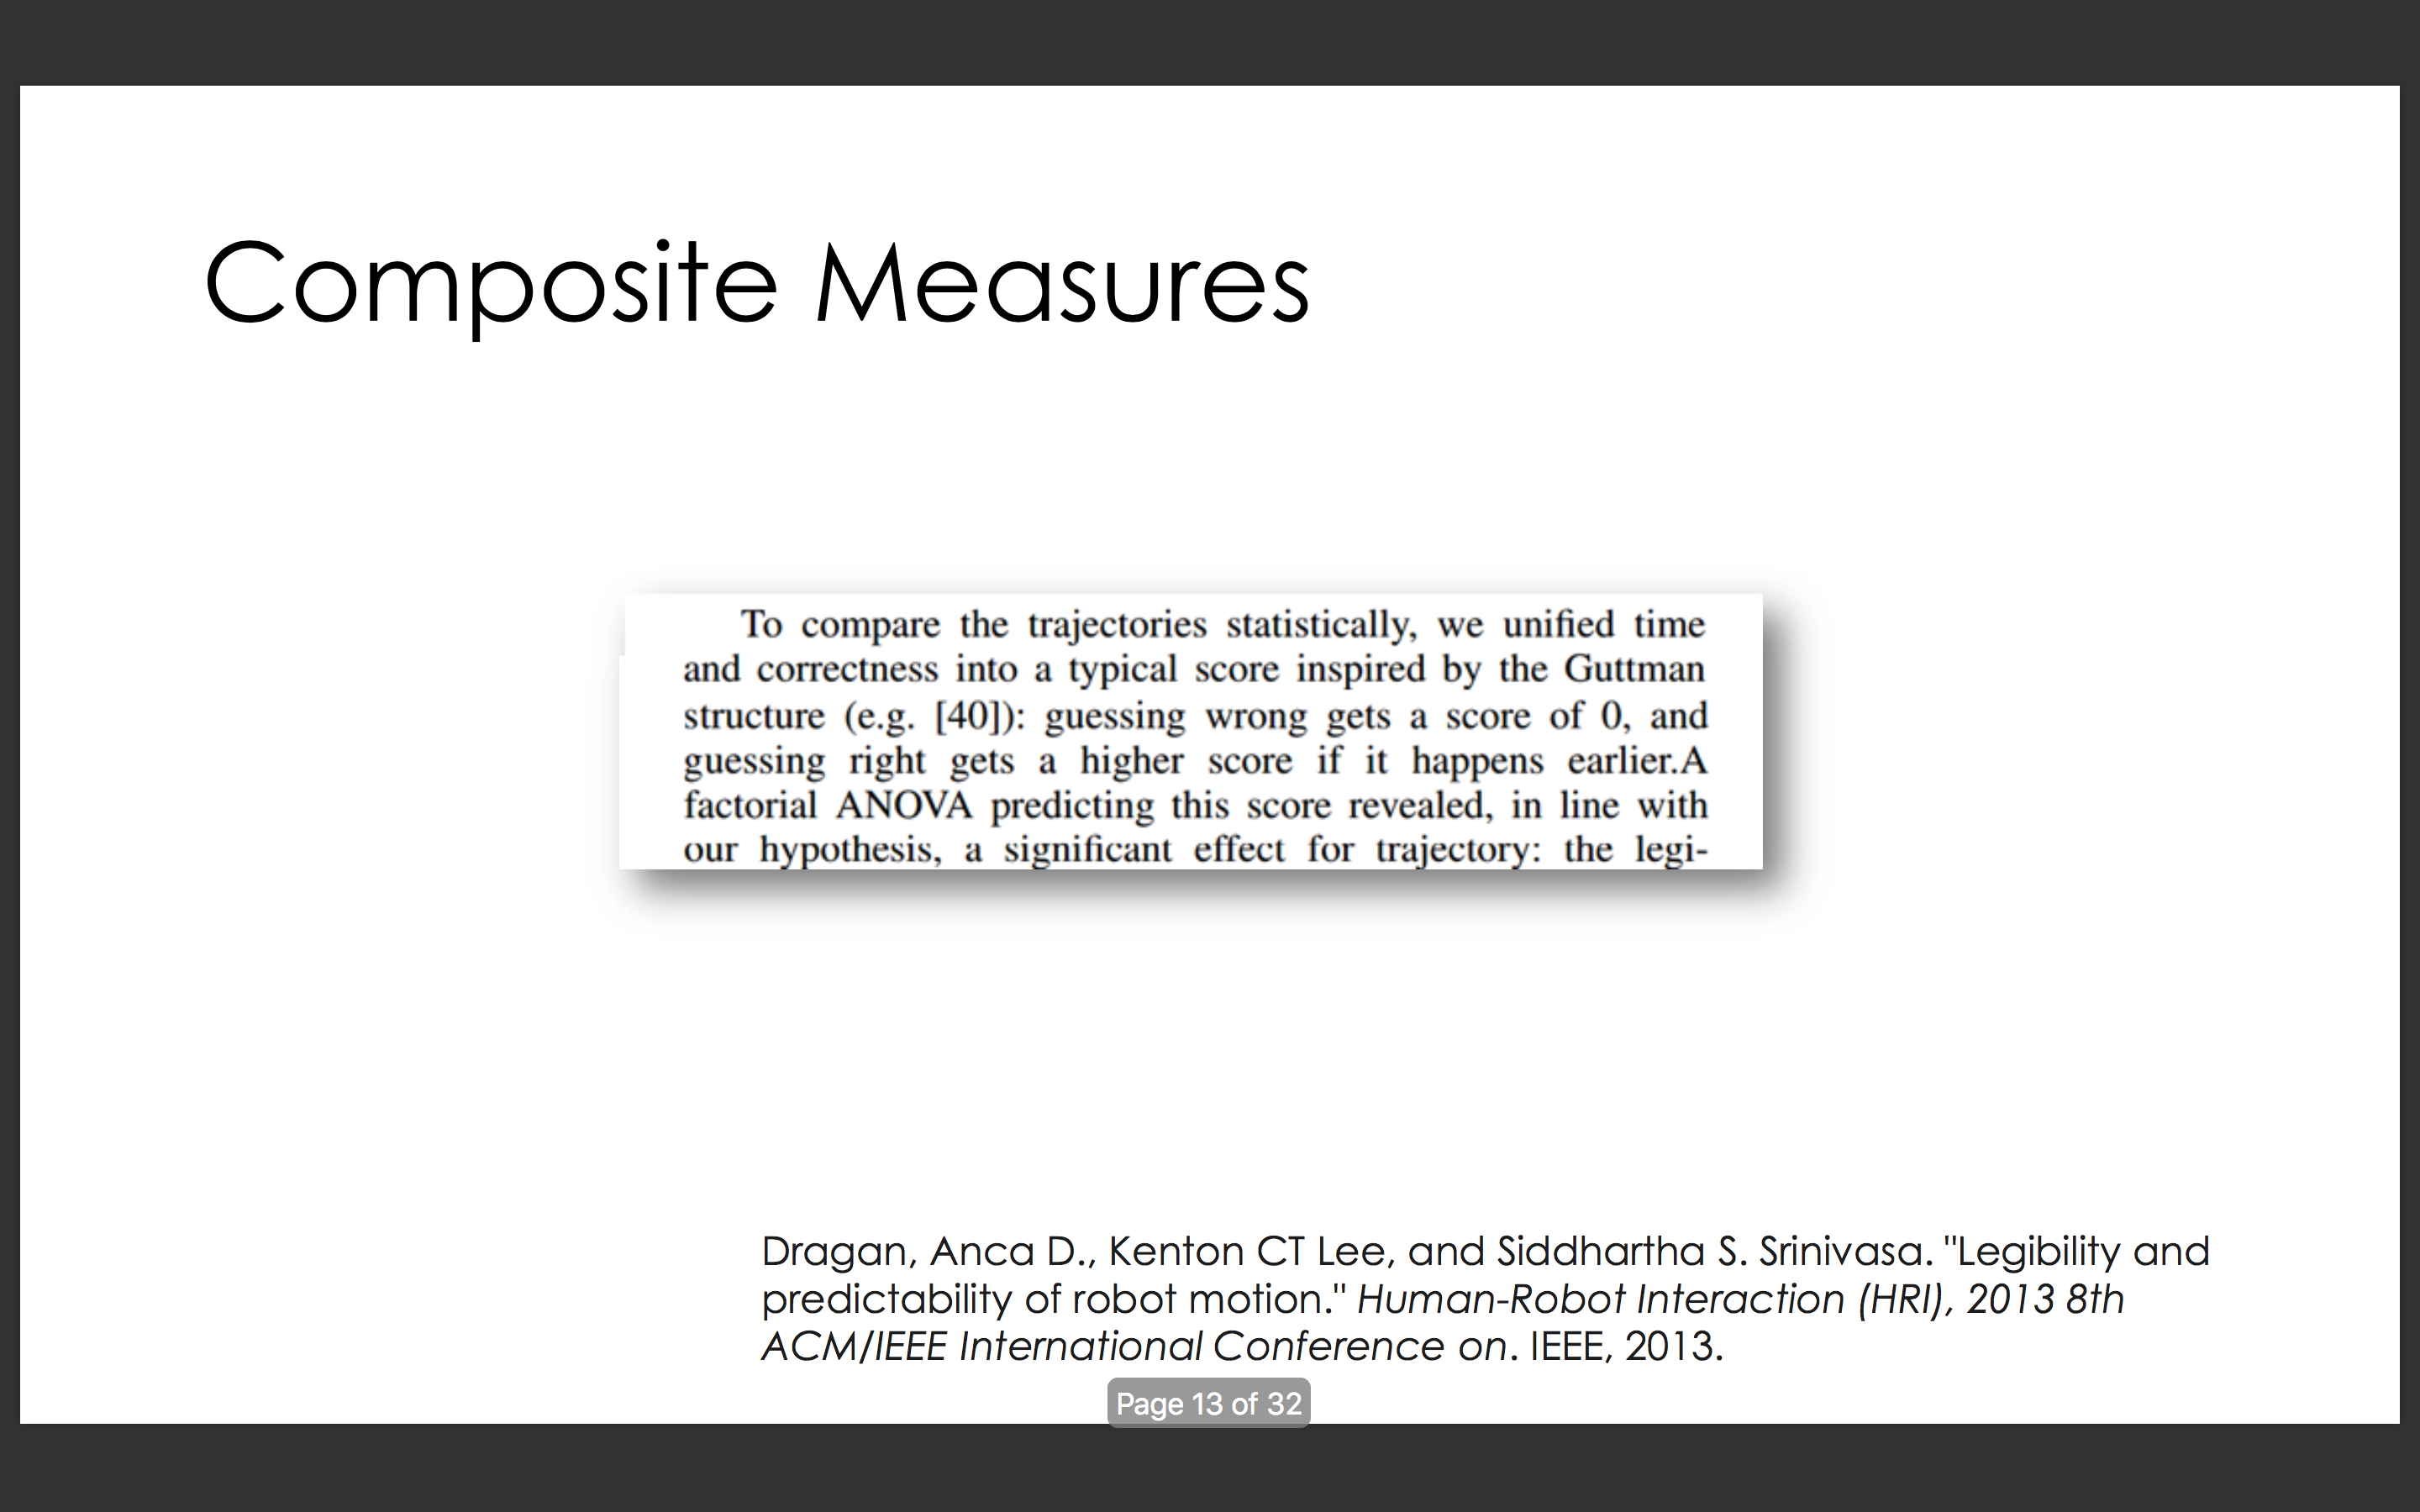 Composite Measures
To compare the trajectories statistically, we unified time
and correctness into a typical score inspired by the Guttman
structure (e.g. [40]): guessing wrong gets a score of 0, and
guessing right gets a higher score if it happens earlier.A
factorial ANOVA predicting this score revealed, in line with
our hypothesis, a significant effect for trajectory: the legi-
Dragan, Anca D., Kenton CT Lee, and Siddhartha S. Srinivasa. "Legibility and
predictability of robot motion." Human-Robot Interaction (HRI), 2013 8th
ACM/IEEE International Conference on. IEEE, 2013.
Page 13 of 32